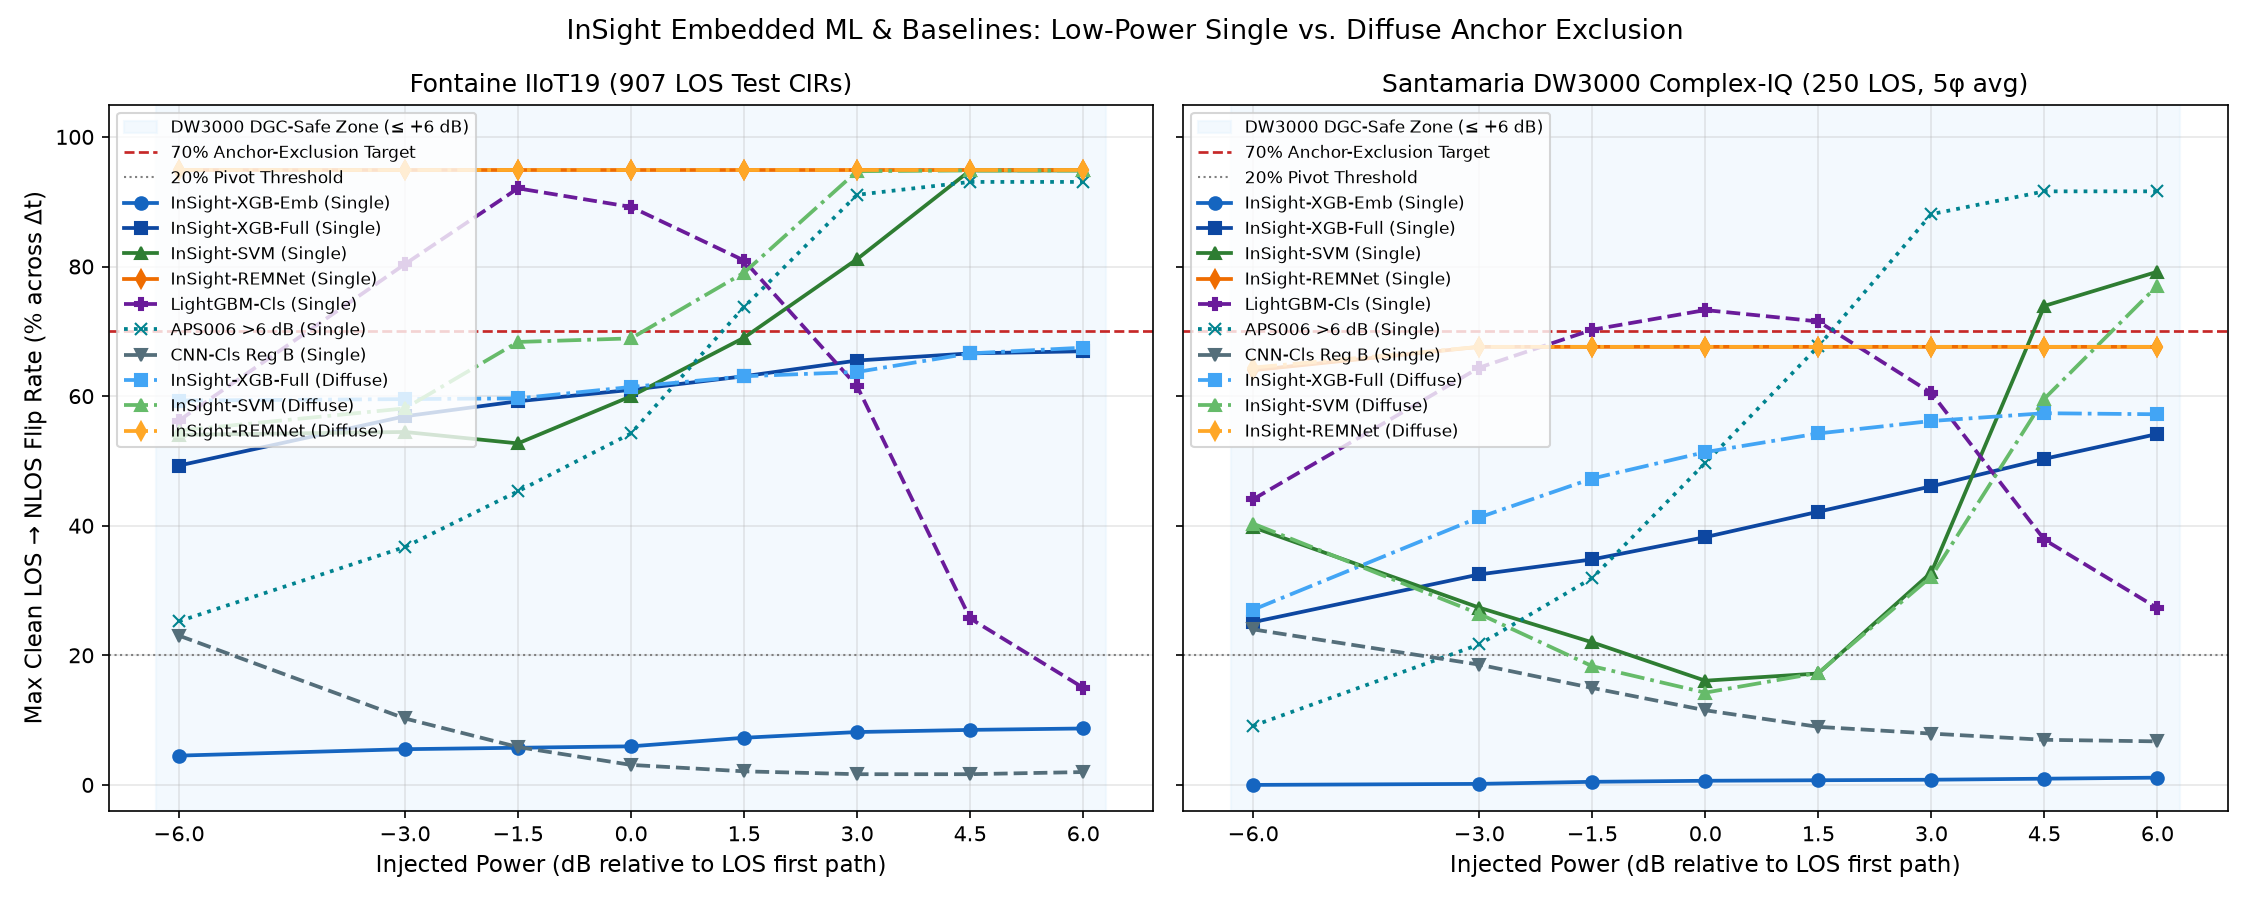 InSight Embedded ML & Baselines: Low-Power Single vs. Diffuse Anchor Exclusion
Fontaine IIoT19 (907 LOS Test CIRs)
Max Clean LOS → NLOS Flip Rate (% across Δt)
100
80
60
40
20
0
DW3000 DGC-Safe Zone (≤ +6 dB)
70% Anchor-Exclusion Target
20% Pivot Threshold
InSight-XGB-Emb (Single)
InSight-XGB-Full (Single)
InSight-SVM (Single)
InSight-REMNet (Single)
LightGBM-Cls (Single)
APS006 >6 dB (Single)
CNN-Cls Reg B (Single)
InSight-XGB-Full (Diffuse)
InSight-SVM (Diffuse)
InSight-REMNet (Diffuse)
−6.0 −3.0 −1.5 0.0 1.5 3.0 4.5 6.0
Injected Power (dB relative to LOS first path)
Santamaria DW3000 Complex-IQ (250 LOS, 5φ avg)
DW3000 DGC-Safe Zone (≤ +6 dB)
70% Anchor-Exclusion Target
20% Pivot Threshold
InSight-XGB-Emb (Single)
InSight-XGB-Full (Single)
InSight-SVM (Single)
InSight-REMNet (Single)
LightGBM-Cls (Single)
APS006 >6 dB (Single)
CNN-Cls Reg B (Single)
InSight-XGB-Full (Diffuse)
InSight-SVM (Diffuse)
InSight-REMNet (Diffuse)
−6.0 −3.0 −1.5 0.0 1.5 3.0 4.5 6.0
Injected Power (dB relative to LOS first path)